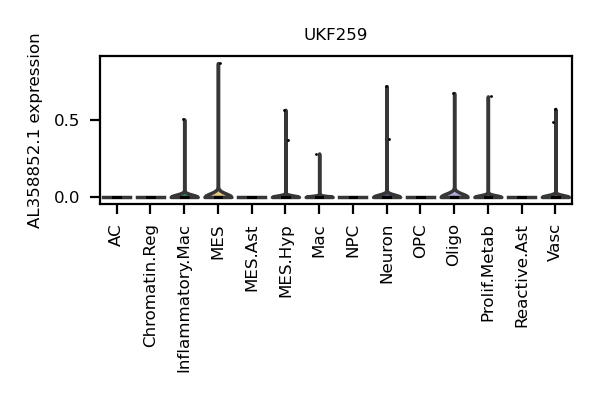 UKF259
AL358852.1 expression
0.5
0.0
AC
Chromatin.Reg
Inflammatory.Mac
MES
MES.Ast
MES.Hyp
Mac
NPC
Neuron
OPC
Oligo
Prolif.Metab
Reactive.Ast
Vasc